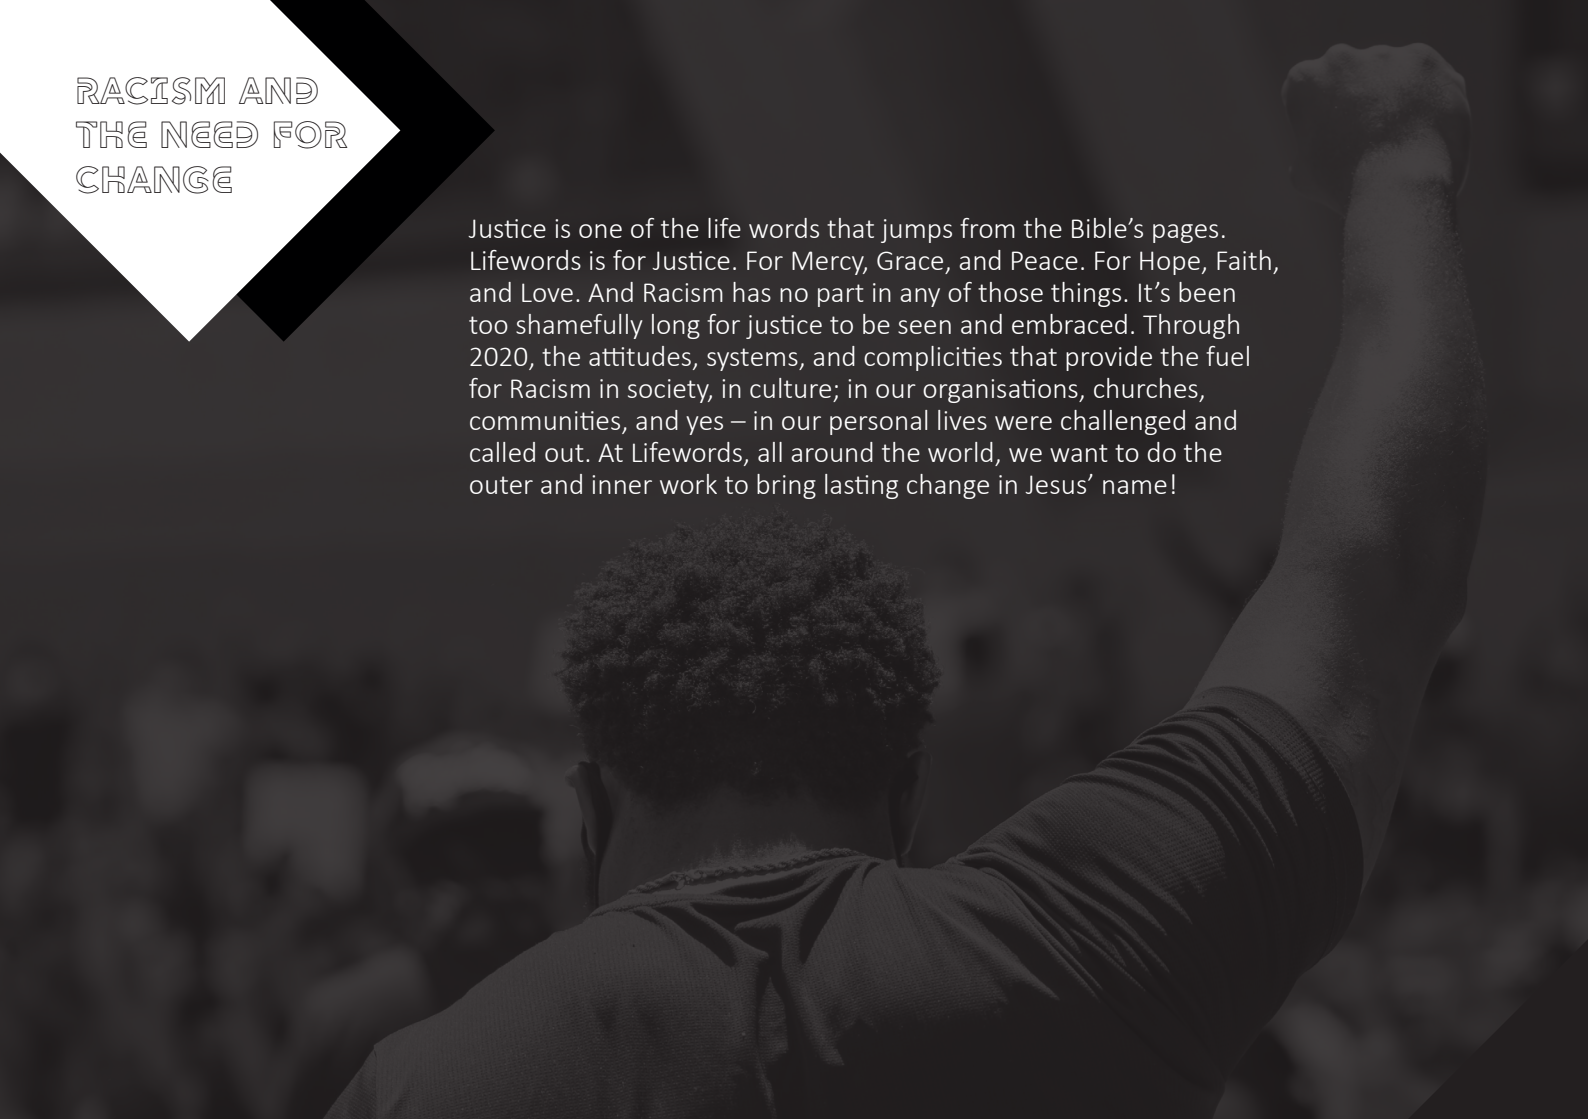 RACISM AND
THE NEED FOR
CHANGE
Justice is one of the life words that jumps from the Bible’s pages.
Lifewords is for Justice. For Mercy, Grace, and Peace. For Hope, Faith,
and Love. And Racism has no part in any of those things. It’s been
too shamefully long for justice to be seen and embraced. Through
2020, the attitudes, systems, and complicities that provide the fuel
for Racism in society, in culture; in our organisations, churches,
communities, and yes – in our personal lives were challenged and
called out. At Lifewords, all around the world, we want to do the
outer and inner work to bring lasting change in Jesus’ name!